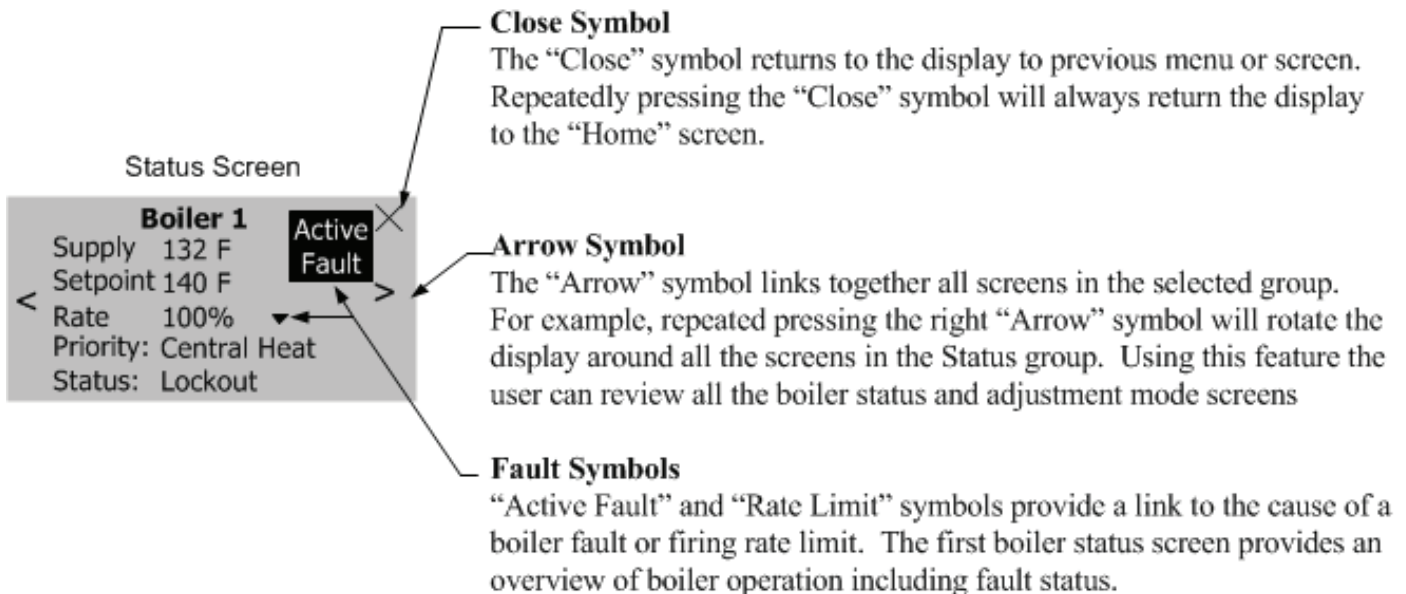 Close Symbol
The “Close” symbol returns to the display to previous menu or screen.
Repeatedly pressing the “Close” symbol will always return the display
to the “Home” screen.
Status Screen
Boiler 1
Active
Fault
Supply 132 F
Setpoint 140 F
< >
Rate 100%
Priority: Central Heat
Status: Lockout
Arrow Symbol
The “Arrow” symbol links together all screens in the selected group.
For example, repeated pressing the right “Arrow” symbol will rotate the
display around all the screens in the Status group. Using this feature the
user can review all the boiler status and adjustment mode screens
Fault Symbols
“Active Fault” and “Rate Limit” symbols provide a link to the cause of a
boiler fault or firing rate limit. The first boiler status screen provides an
overview of boiler operation including fault status.